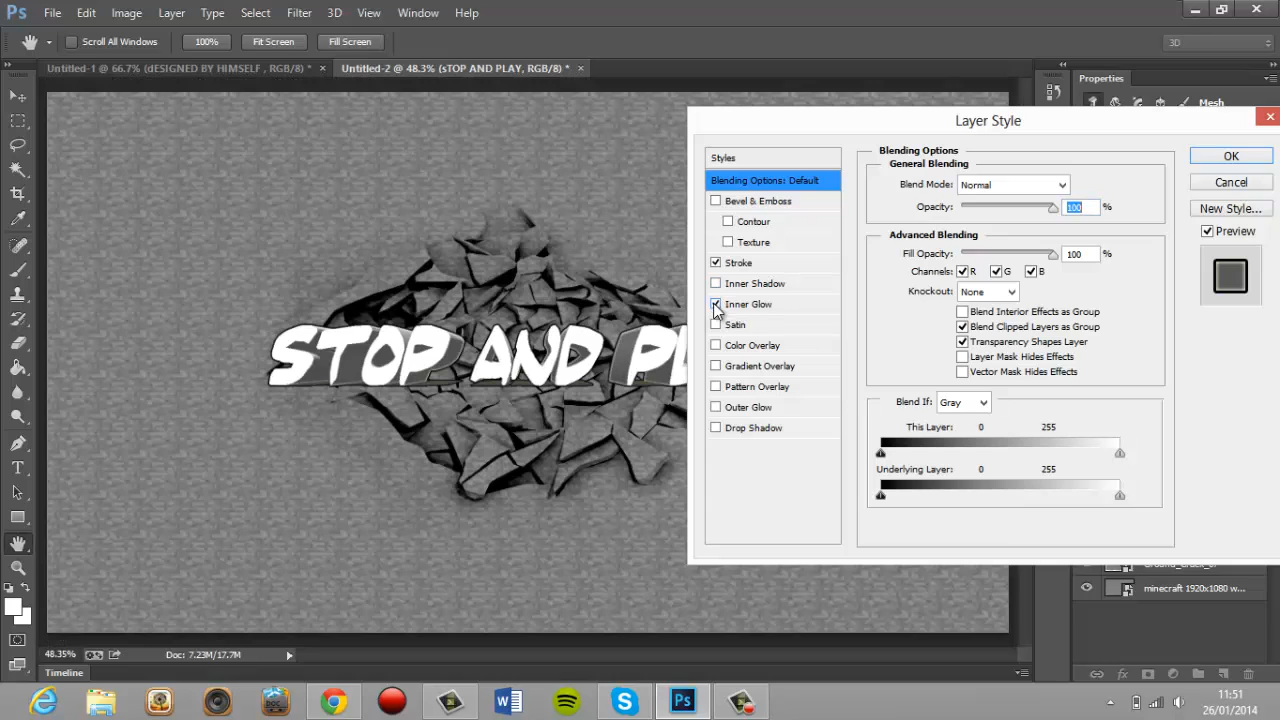 Ps File Edit Image Layer Type Select Filter 3D View Window Help
Scroll All Windows 100% Fit Screen Fill Screen 3D
Untitled-1 @ 66.7% (dESIGNED BY HIMSELF , RGB/8) * × Untitled-2 @ 48.3% (sTOP AND PLAY, RGB/8) * ×
Properties
Mesh
Layer Style
Styles
Blending Options: Default
Bevel & Emboss
Contour
Texture
Stroke
Inner Shadow
Inner Glow
Satin
Color Overlay
Gradient Overlay
Pattern Overlay
Outer Glow
Drop Shadow
Blending Options
General Blending
Blend Mode: Normal
Opacity: 100 %
Advanced Blending
Fill Opacity: 100 %
Channels: R G B
Knockout: None
Blend Interior Effects as Group
Blend Clipped Layers as Group
Transparency Shapes Layer
Layer Mask Hides Effects
Vector Mask Hides Effects
Blend If: Gray
This Layer: 0 255
Underlying Layer: 0 255
OK
Cancel
New Style...
Preview
STOP AND PL
minecraft 1920x1080 w...
48.35% Doc: 7.23M/17.7M
Timeline
11:51
26/01/2014